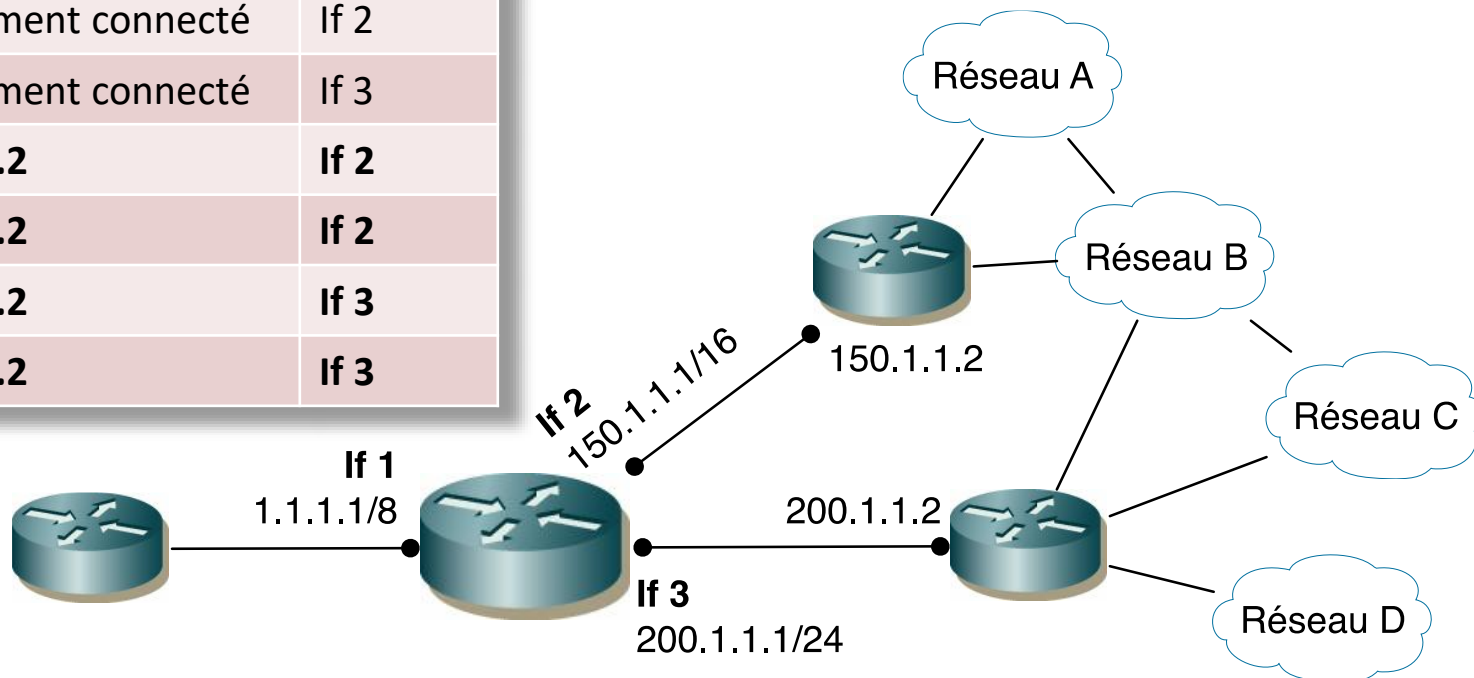 ment connecté If 2
ment connecté If 3
.2 If 2
.2 If 2
.2 If 3
.2 If 3
Réseau A
Réseau B
150.1.1.2
If 2
150.1.1.1/16
Réseau C
If 1
1.1.1.1/8
200.1.1.2
If 3
200.1.1.1/24
Réseau D